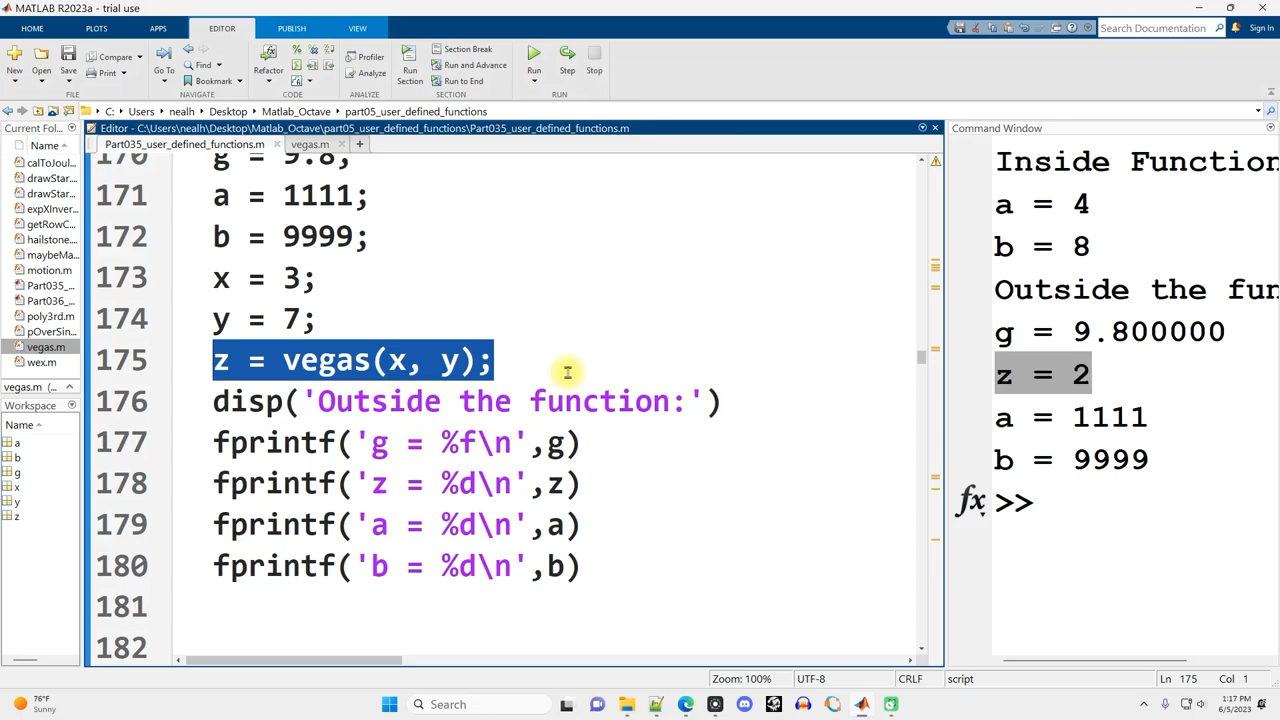 MATLAB R2023a - trial use
HOME PLOTS APPS EDITOR PUBLISH VIEW
Search Documentation
Sign In
New Open Save
Compare
Print
Go To
Find
Bookmark
Refactor
Profiler
Analyze
Run Section
Section Break
Run and Advance
Run to End
Run Step Stop
FILE NAVIGATE CODE ANALYZE SECTION RUN
C: Users nealh Desktop Matlab_Octave part05_user_defined_functions
Current Fol...
Name
calToJoul...
drawStar...
drawStar...
expXInver...
getRowC...
hailstone...
maybeMa...
motion.m
Part035_...
Part036_...
poly3rd.m
pOverSin...
vegas.m
wex.m
vegas.m (...
Workspace
Name
a
b
g
x
y
z
Editor - C:\Users\nealh\Desktop\Matlab_Octave\part05_user_defined_functions\Part035_user_defined_functions.m
Part035_user_defined_functions.m vegas.m
170 g = 9.8;
171 a = 1111;
172 b = 9999;
173 x = 3;
174 y = 7;
175 z = vegas(x, y);
176 disp('Outside the function:')
177 fprintf('g = %f\n',g)
178 fprintf('z = %d\n',z)
179 fprintf('a = %d\n',a)
180 fprintf('b = %d\n',b)
181
182
Command Window
Inside Function
a = 4
b = 8
Outside the fun
g = 9.800000
z = 2
a = 1111
b = 9999
fx >>
Zoom: 100% UTF-8 CRLF script Ln 175 Col 1
76°F
Sunny
Search
1:17 PM
6/5/2023